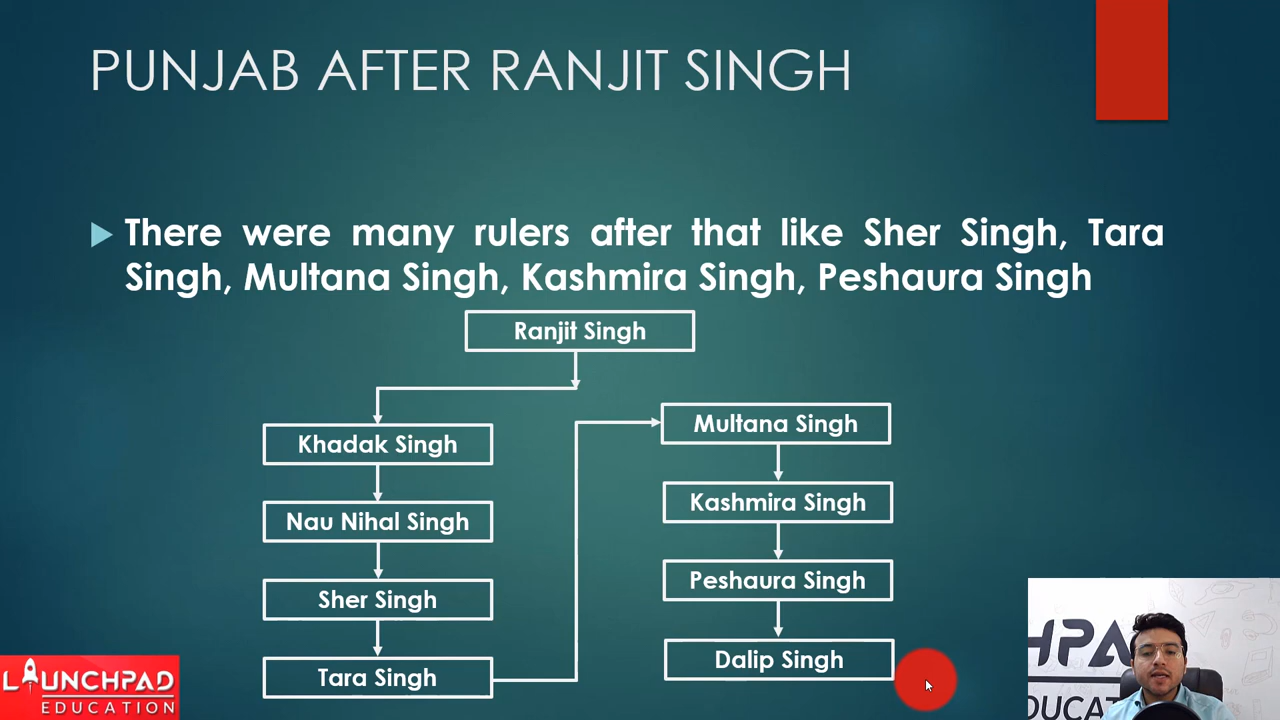 PUNJAB AFTER RANJIT SINGH
There were many rulers after that like Sher Singh, Tara
Singh, Multana Singh, Kashmira Singh, Peshaura Singh
Ranjit Singh
Khadak Singh
Nau Nihal Singh
Sher Singh
Tara Singh
Multana Singh
Kashmira Singh
Peshaura Singh
Dalip Singh
LAUNCHPAD
EDUCATION
HPA
DUCAT